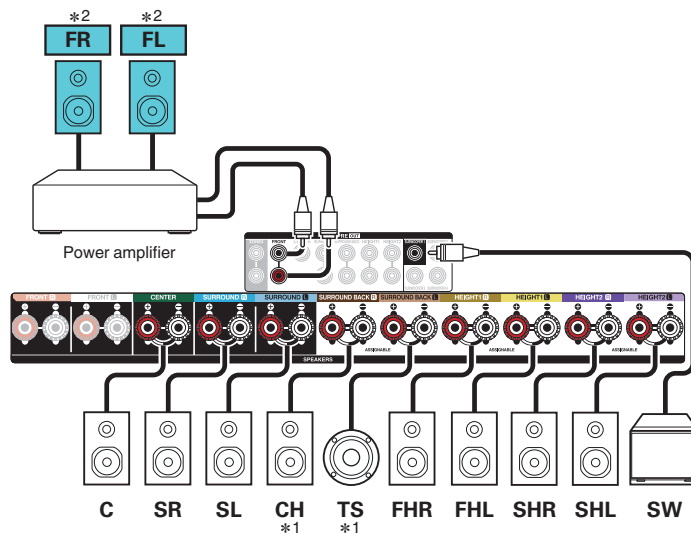 *2 *2
FR FL
Power amplifier
PRE OUT
FRONT
FRONT R FRONT L CENTER SURROUND R SURROUND L SURROUND BACK R SURROUND BACK L HEIGHT1 R HEIGHT1 L HEIGHT2 R HEIGHT2 L
ASSIGNABLE ASSIGNABLE ASSIGNABLE
SPEAKERS
C SR SL CH TS FHR FHL SHR SHL SW
*1 *1